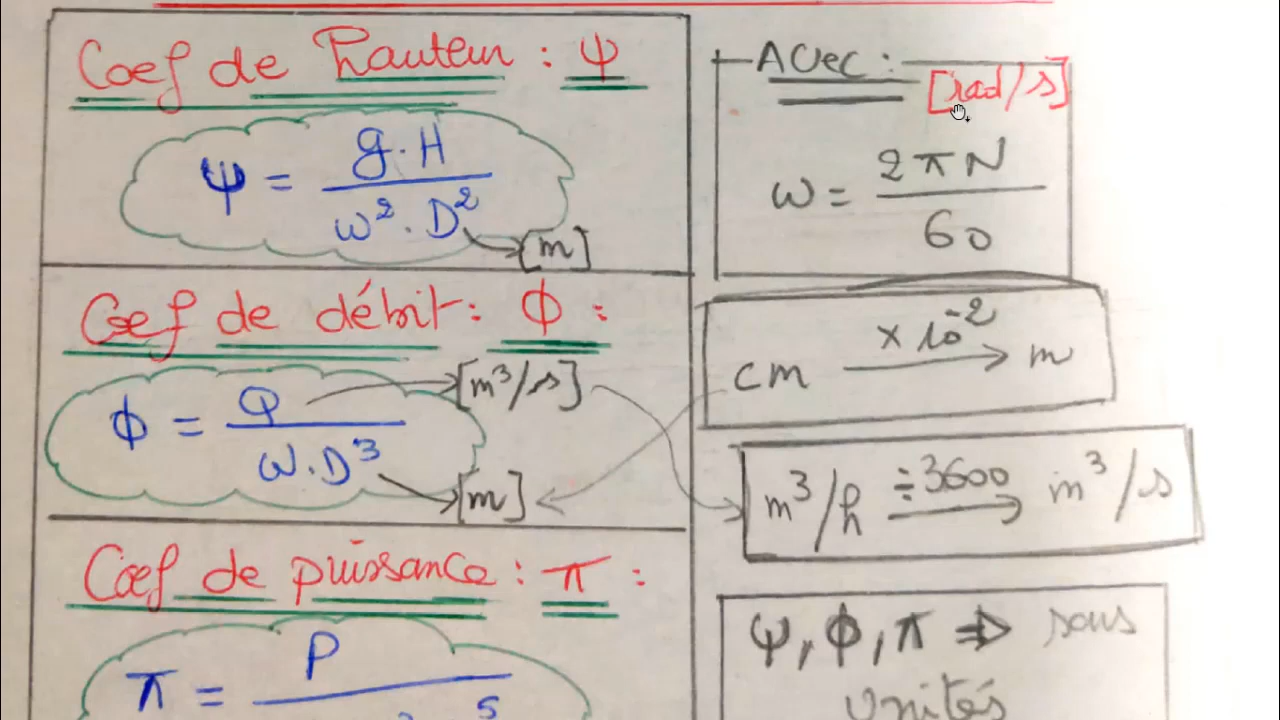 Coef de hauteur : ψ
ψ = g.H / ω².D²
[m]
Coef de débit : ϕ :
ϕ = Q / ω.D³
[m³/s]
[m]
Coef de puissance : π :
π = P
5
Avec :
[rad/s]
ω = 2πN / 60
cm ×10⁻² → m
m³/h ÷3600 → m³/s
ψ, ϕ, π ⇒ sans
unités